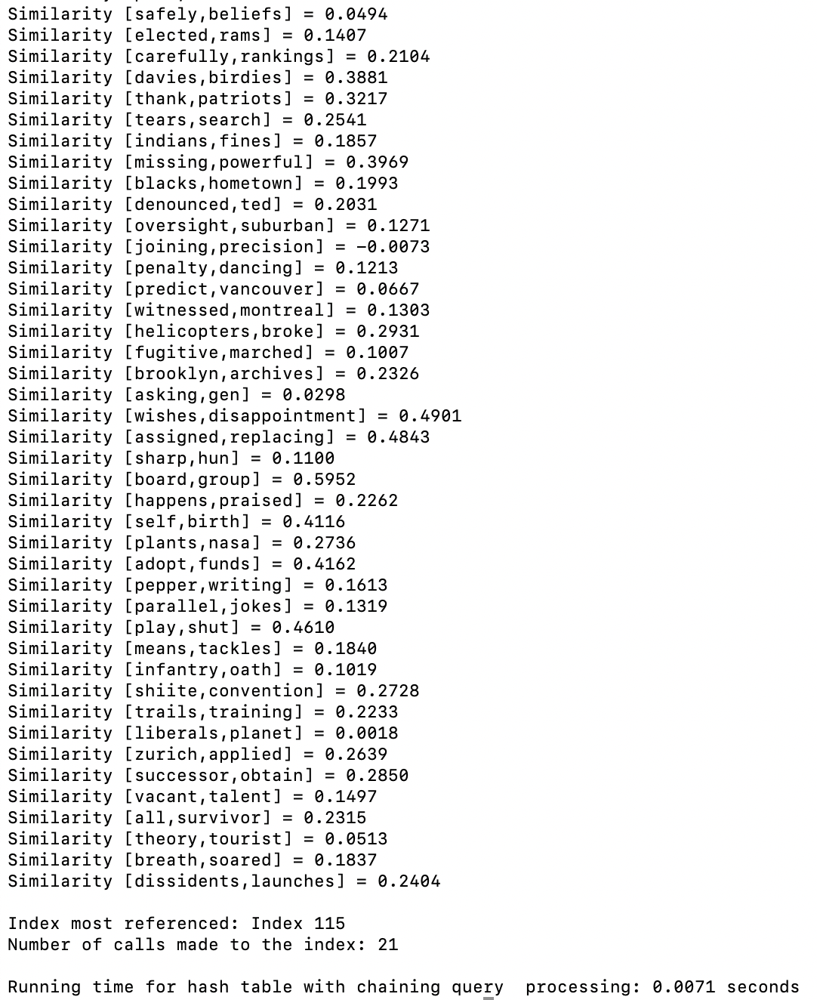 Similarity [safely,beliefs] = 0.0494
Similarity [elected,rams] = 0.1407
Similarity [carefully,rankings] = 0.2104
Similarity [davies,birdies] = 0.3881
Similarity [thank,patriots] = 0.3217
Similarity [tears,search] = 0.2541
Similarity [indians,fines] = 0.1857
Similarity [missing,powerful] = 0.3969
Similarity [blacks,hometown] = 0.1993
Similarity [denounced,ted] = 0.2031
Similarity [oversight,suburban] = 0.1271
Similarity [joining,precision] = -0.0073
Similarity [penalty,dancing] = 0.1213
Similarity [predict,vancouver] = 0.0667
Similarity [witnessed,montreal] = 0.1303
Similarity [helicopters,broke] = 0.2931
Similarity [fugitive,marched] = 0.1007
Similarity [brooklyn,archives] = 0.2326
Similarity [asking,gen] = 0.0298
Similarity [wishes,disappointment] = 0.4901
Similarity [assigned,replacing] = 0.4843
Similarity [sharp,hun] = 0.1100
Similarity [board,group] = 0.5952
Similarity [happens,praised] = 0.2262
Similarity [self,birth] = 0.4116
Similarity [plants,nasa] = 0.2736
Similarity [adopt,funds] = 0.4162
Similarity [pepper,writing] = 0.1613
Similarity [parallel,jokes] = 0.1319
Similarity [play,shut] = 0.4610
Similarity [means,tackles] = 0.1840
Similarity [infantry,oath] = 0.1019
Similarity [shiite,convention] = 0.2728
Similarity [trails,training] = 0.2233
Similarity [liberals,planet] = 0.0018
Similarity [zurich,applied] = 0.2639
Similarity [successor,obtain] = 0.2850
Similarity [vacant,talent] = 0.1497
Similarity [all,survivor] = 0.2315
Similarity [theory,tourist] = 0.0513
Similarity [breath,soared] = 0.1837
Similarity [dissidents,launches] = 0.2404
Index most referenced: Index 115
Number of calls made to the index: 21
Running time for hash table with chaining query  processing: 0.0071 seconds